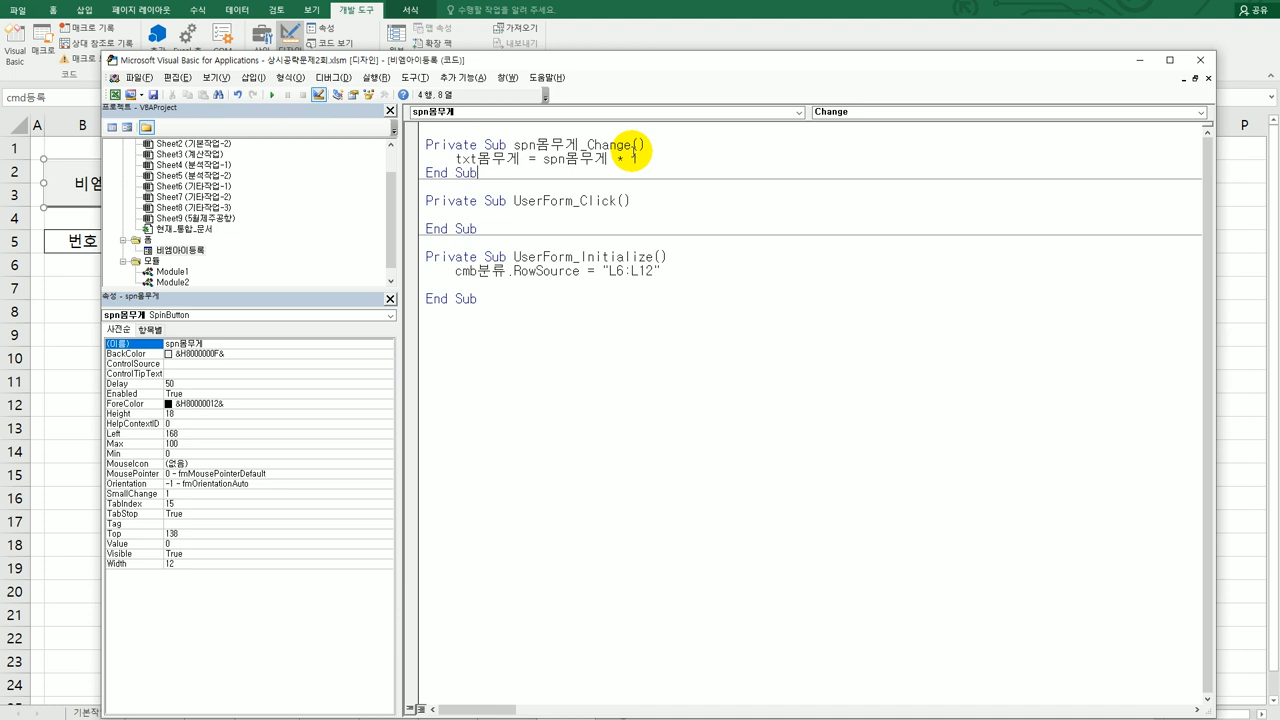 파일 홈 삽입 페이지 레이아웃 수식 데이터 검토 보기 개발 도구 서식 수행할 작업을 알려 주세요. 공유
Visual Basic 매크로 매크로 기록
상대 참조로 기록
코드
속성
코드 보기
맵 속성
확장 팩
가져오기
내보내기
cmd등록
Microsoft Visual Basic for Applications - 상시공략문제2회.xlsm [디자인] - [비엠아이등록 (코드)]
파일(F) 편집(E) 보기(V) 삽입(I) 형식(O) 디버그(D) 실행(R) 도구(T) 추가 기능(A) 창(W) 도움말(H)
4 행, 8 열
프로젝트 - VBAProject
Sheet2 (기본작업-2)
Sheet3 (계산작업)
Sheet4 (분석작업-1)
Sheet5 (분석작업-2)
Sheet6 (기타작업-1)
Sheet7 (기타작업-2)
Sheet8 (기타작업-3)
Sheet9 (5월제주공항)
현재_통합_문서
폼
비엠아이등록
모듈
Module1
Module2
속성 - spn몸무게
spn몸무게 SpinButton
사전순 항목별
(이름) spn몸무게
BackColor &H8000000F&
ControlSource
ControlTipText
Delay 50
Enabled True
ForeColor &H80000012&
Height 18
HelpContextID 0
Left 168
Max 100
Min 0
MouseIcon (없음)
MousePointer 0 - fmMousePointerDefault
Orientation -1 - fmOrientationAuto
SmallChange 1
TabIndex 15
TabStop True
Tag
Top 138
Value 0
Visible True
Width 12
spn몸무게 Change
Private Sub spn몸무게_Change()
txt몸무게 = spn몸무게 * 1
End Sub
Private Sub UserForm_Click()
End Sub
Private Sub UserForm_Initialize()
cmb분류.RowSource = "L6:L12"
End Sub
A B P
1
2
3
4
5
6
7
8
9
10
11
12
13
14
15
16
17
18
19
20
21
22
23
24
비엠
번호